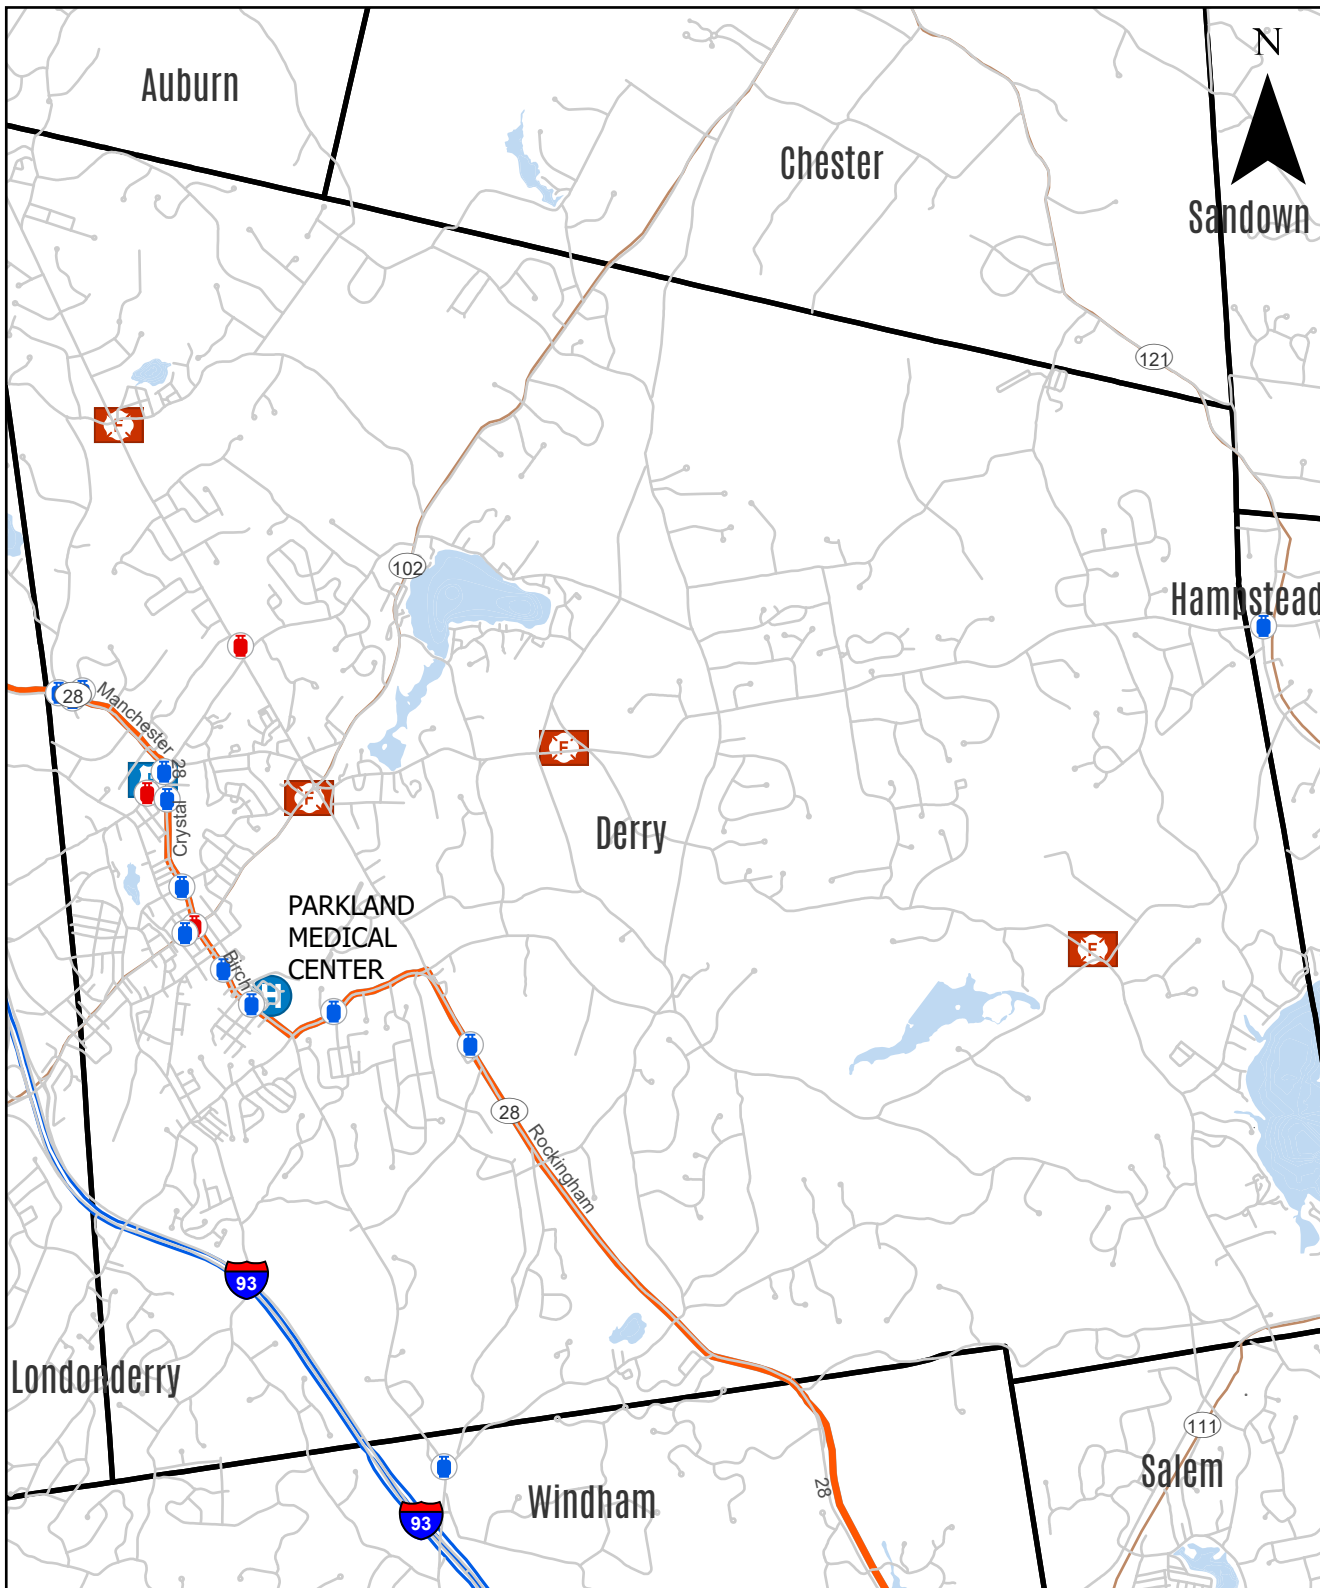 N
Auburn
Chester
Sandown
121
F
102
Hampstead
28
Manchester
28
F
F
Crystal
Derry
PARKLAND
MEDICAL
CENTER
F
Birch
H
28
Rockingham
93
Londonderry
111
Salem
28
Windham
93